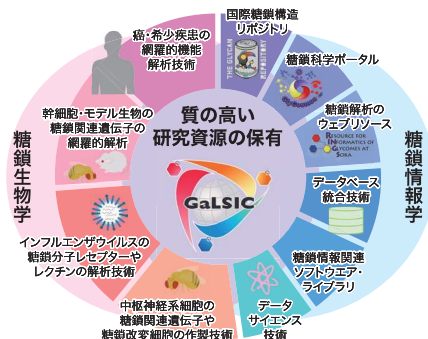 国際糖鎖構造
リポジトリ
THE GLYCAN
REPOSITORY
糖鎖科学ポータル
糖鎖解析の
ウェブリソース
RESOURCE FOR
INFORMATICS OF
GLYCOMES AT
SOKA
データベース
統合技術
糖鎖情報関連
ソフトウエア・
ライブラリ
データ
サイエンス
技術
中枢神経系細胞の
糖鎖関連遺伝子や
糖鎖改変細胞の作製技術
インフルエンザウイルスの
糖鎖分子レセプターや
レクチンの解析技術
幹細胞・モデル生物の
糖鎖関連遺伝子の
網羅的解析
癌・希少疾患の
網羅的機能
解析技術
糖鎖生物学
糖鎖情報学
質の高い
研究資源の保有
GaLSIC